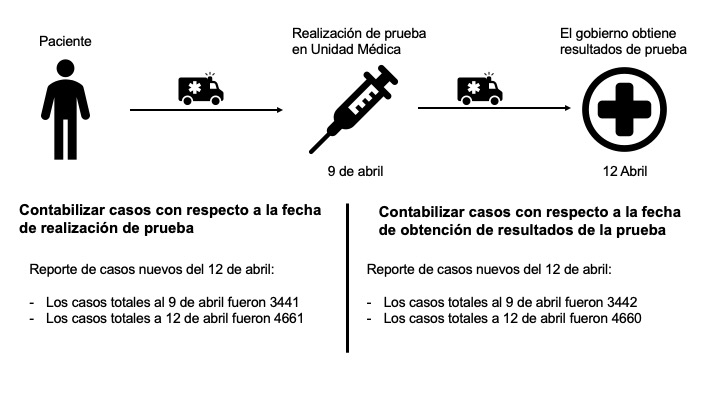 Paciente
Realización de prueba
en Unidad Médica
El gobierno obtiene
resultados de prueba
9 de abril
12 Abril
Contabilizar casos con respecto a la fecha
de realización de prueba
Reporte de casos nuevos del 12 de abril:
- Los casos totales al 9 de abril fueron 3441
- Los casos totales a 12 de abril fueron 4661
Contabilizar casos con respecto a la fecha
de obtención de resultados de la prueba
Reporte de casos nuevos del 12 de abril:
- Los casos totales al 9 de abril fueron 3442
- Los casos totales a 12 de abril fueron 4660